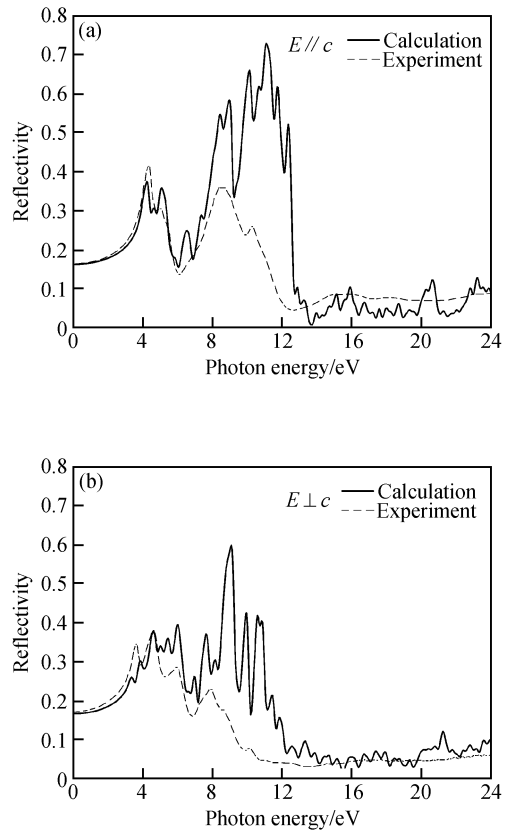 0.8
(a)
E // c
Calculation
Experiment
0.7
0.6
0.5
0.4
0.3
0.2
0.1
0
Reflectivity
0 4 8 12 16 20 24
Photon energy/eV
0.8
(b)
E ⊥ c
Calculation
Experiment
0.7
0.6
0.5
0.4
0.3
0.2
0.1
0
Reflectivity
0 4 8 12 16 20 24
Photon energy/eV